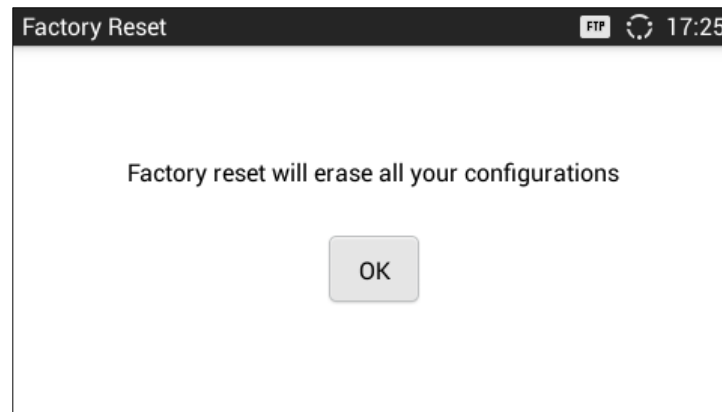 Factory Reset FTP 17:25
Factory reset will erase all your configurations
OK